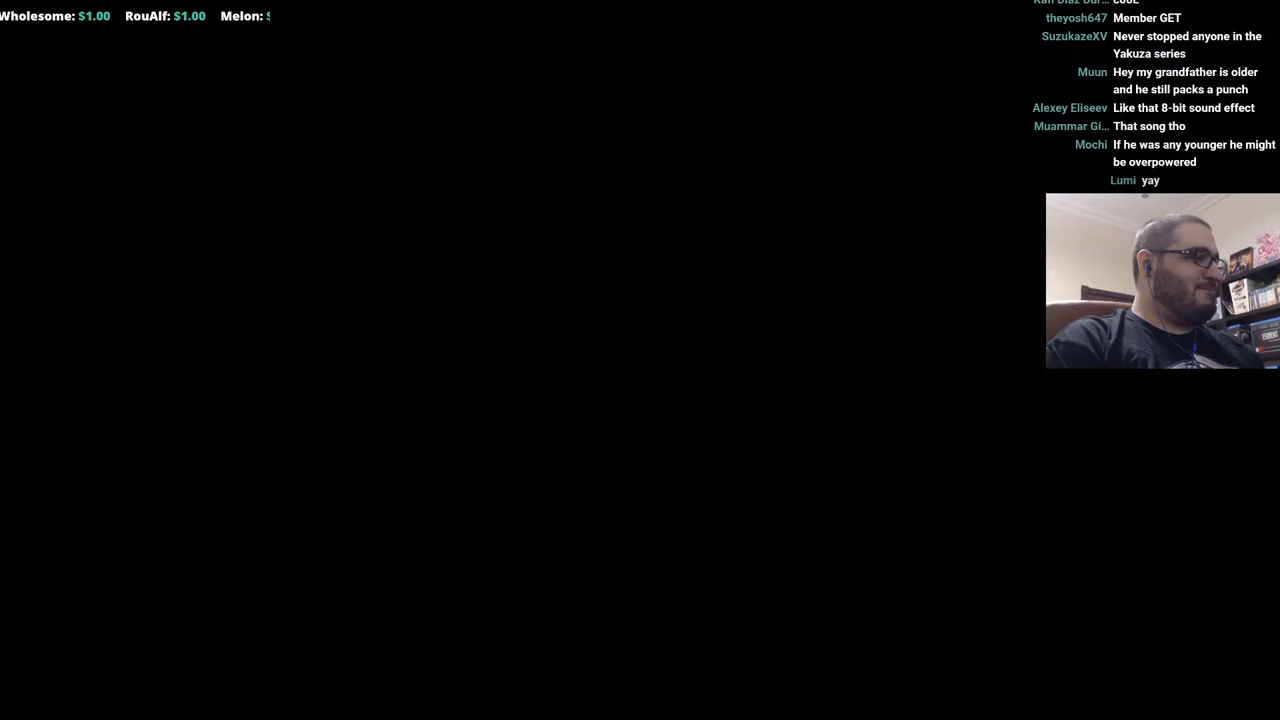 Wholesome: $1.00 RouAlf: $1.00 Melon:
theyosh647 Member GET
SuzukazeXV Never stopped anyone in the
Yakuza series
Muun Hey my grandfather is older
and he still packs a punch
Alexey Eliseev Like that 8-bit sound effect
Muammar Gi... That song tho
Mochi If he was any younger he might
be overpowered
Lumi yay